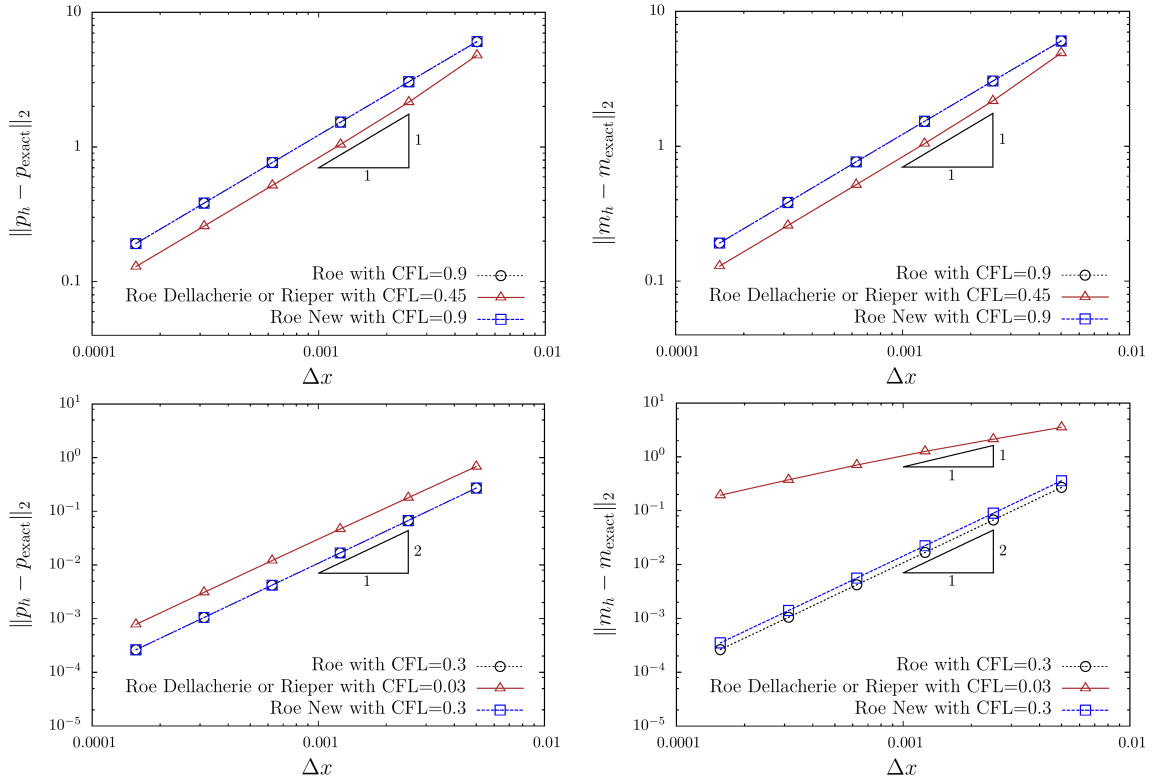 10
1
0.1
0.0001
0.001
0.01
Δx
||p_h − p_exact||_2
1
1
Roe with CFL=0.9
Roe Dellacherie or Rieper with CFL=0.45
Roe New with CFL=0.9
10
1
0.1
0.0001
0.001
0.01
Δx
||m_h − m_exact||_2
1
1
Roe with CFL=0.9
Roe Dellacherie or Rieper with CFL=0.45
Roe New with CFL=0.9
10^1
10^0
10^−1
10^−2
10^−3
10^−4
10^−5
0.0001
0.001
0.01
Δx
||p_h − p_exact||_2
2
1
Roe with CFL=0.3
Roe Dellacherie or Rieper with CFL=0.03
Roe New with CFL=0.3
10^1
10^0
10^−1
10^−2
10^−3
10^−4
10^−5
0.0001
0.001
0.01
Δx
||m_h − m_exact||_2
1
1
2
1
Roe with CFL=0.3
Roe Dellacherie or Rieper with CFL=0.03
Roe New with CFL=0.3